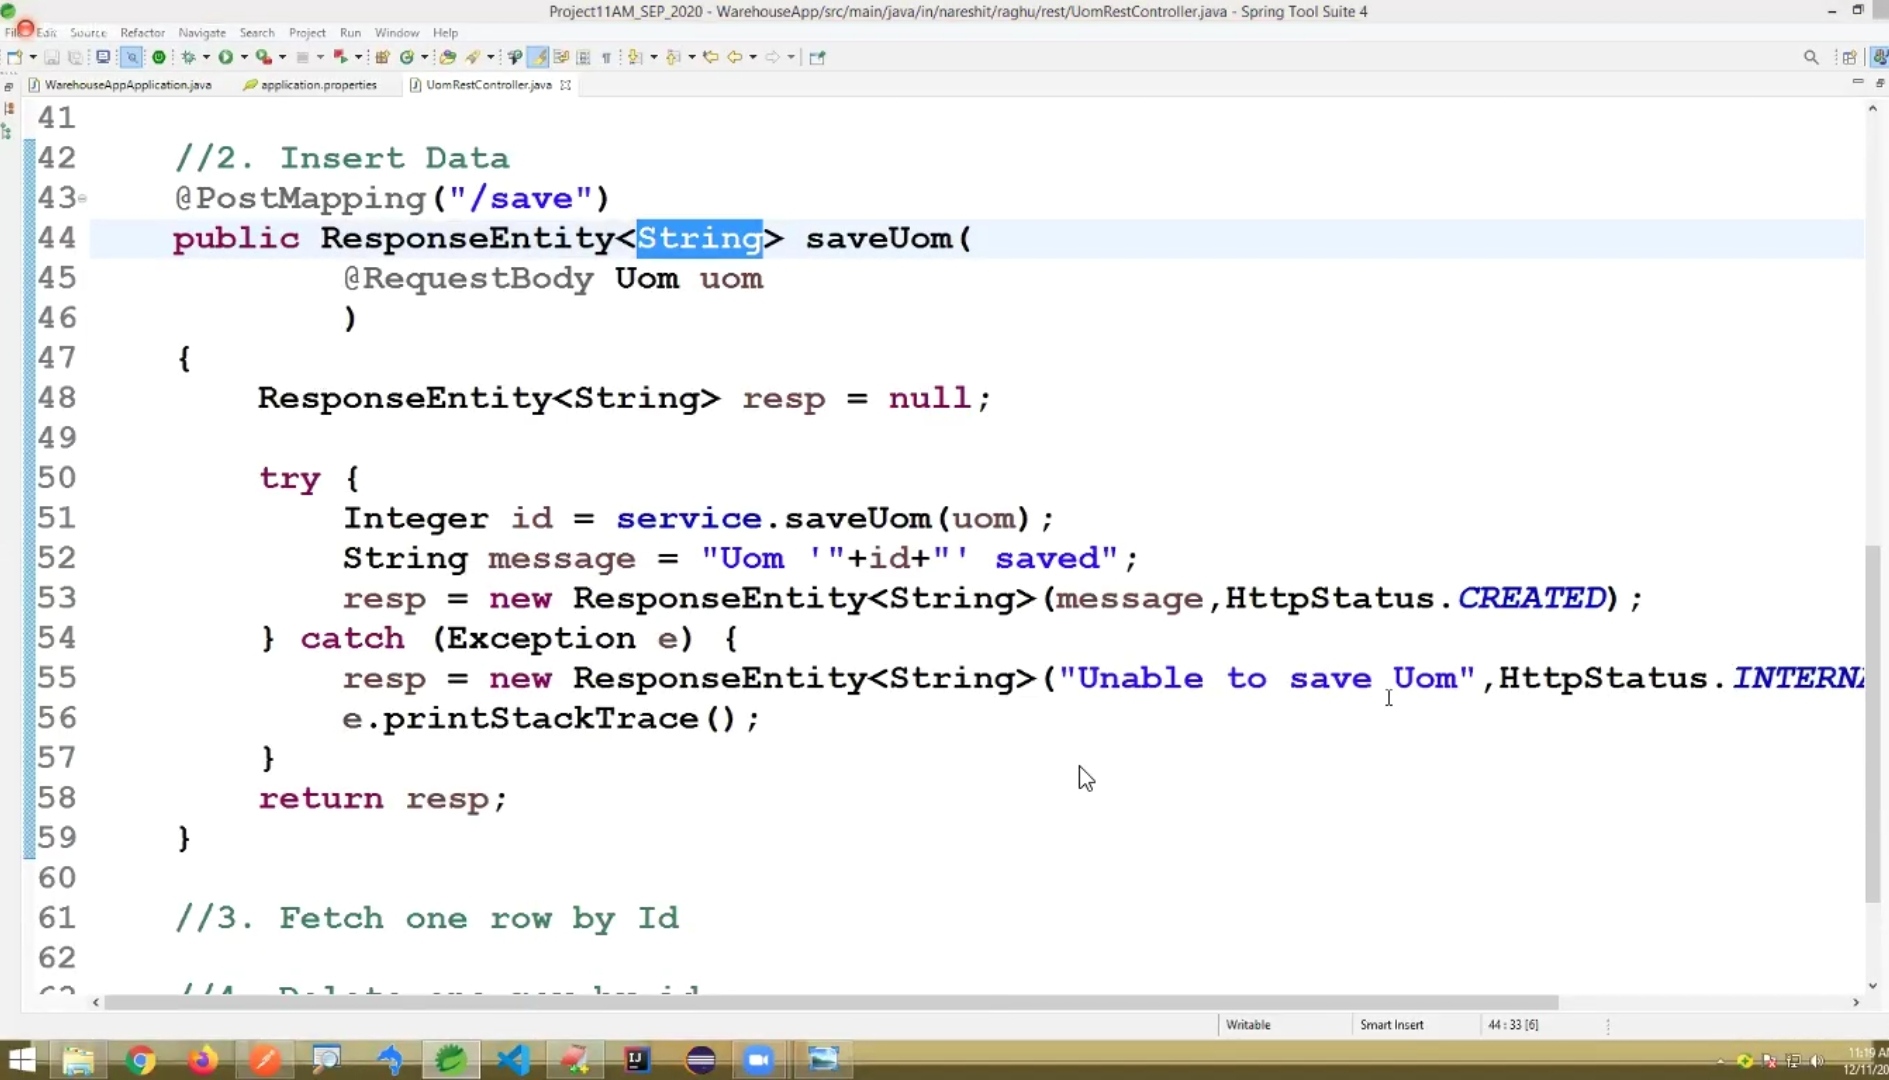 Project11AM_SEP_2020 - WarehouseApp/src/main/java/in/nareshit/raghu/rest/UomRestController.java - Spring Tool Suite 4
Edit Source Refactor Navigate Search Project Run Window Help
WarehouseAppApplication.java application.properties UomRestController.java
41
42 //2. Insert Data
43 @PostMapping("/save")
44 public ResponseEntity<String> saveUom(
45 @RequestBody Uom uom
46 )
47 {
48 ResponseEntity<String> resp = null;
49
50 try {
51 Integer id = service.saveUom(uom);
52 String message = "Uom '"+id+"' saved";
53 resp = new ResponseEntity<String>(message,HttpStatus.CREATED);
54 } catch (Exception e) {
55 resp = new ResponseEntity<String>("Unable to save Uom",HttpStatus.INTERNA
56 e.printStackTrace();
57 }
58 return resp;
59 }
60
61 //3. Fetch one row by Id
62
Writable Smart Insert 44 : 33 [6]
IJ
11:19 AM
12/11/20